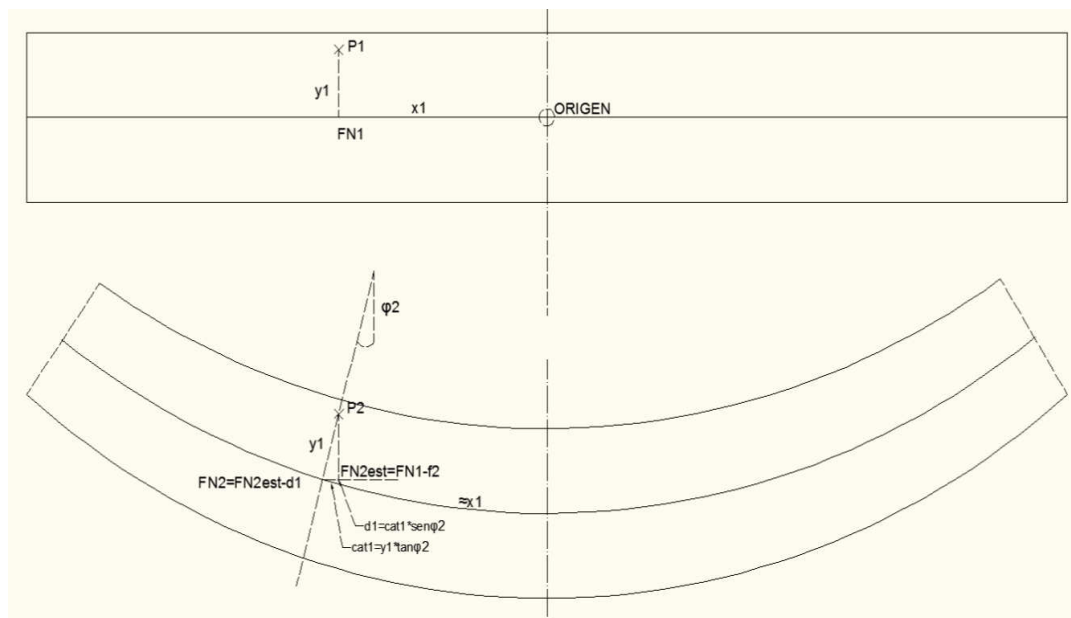 P1
y1
x1
ORIGEN
FN1
φ2
P2
y1
FN2est=FN1-f2
FN2=FN2est-d1
≈x1
d1=cat1*senφ2
cat1=y1*tanφ2